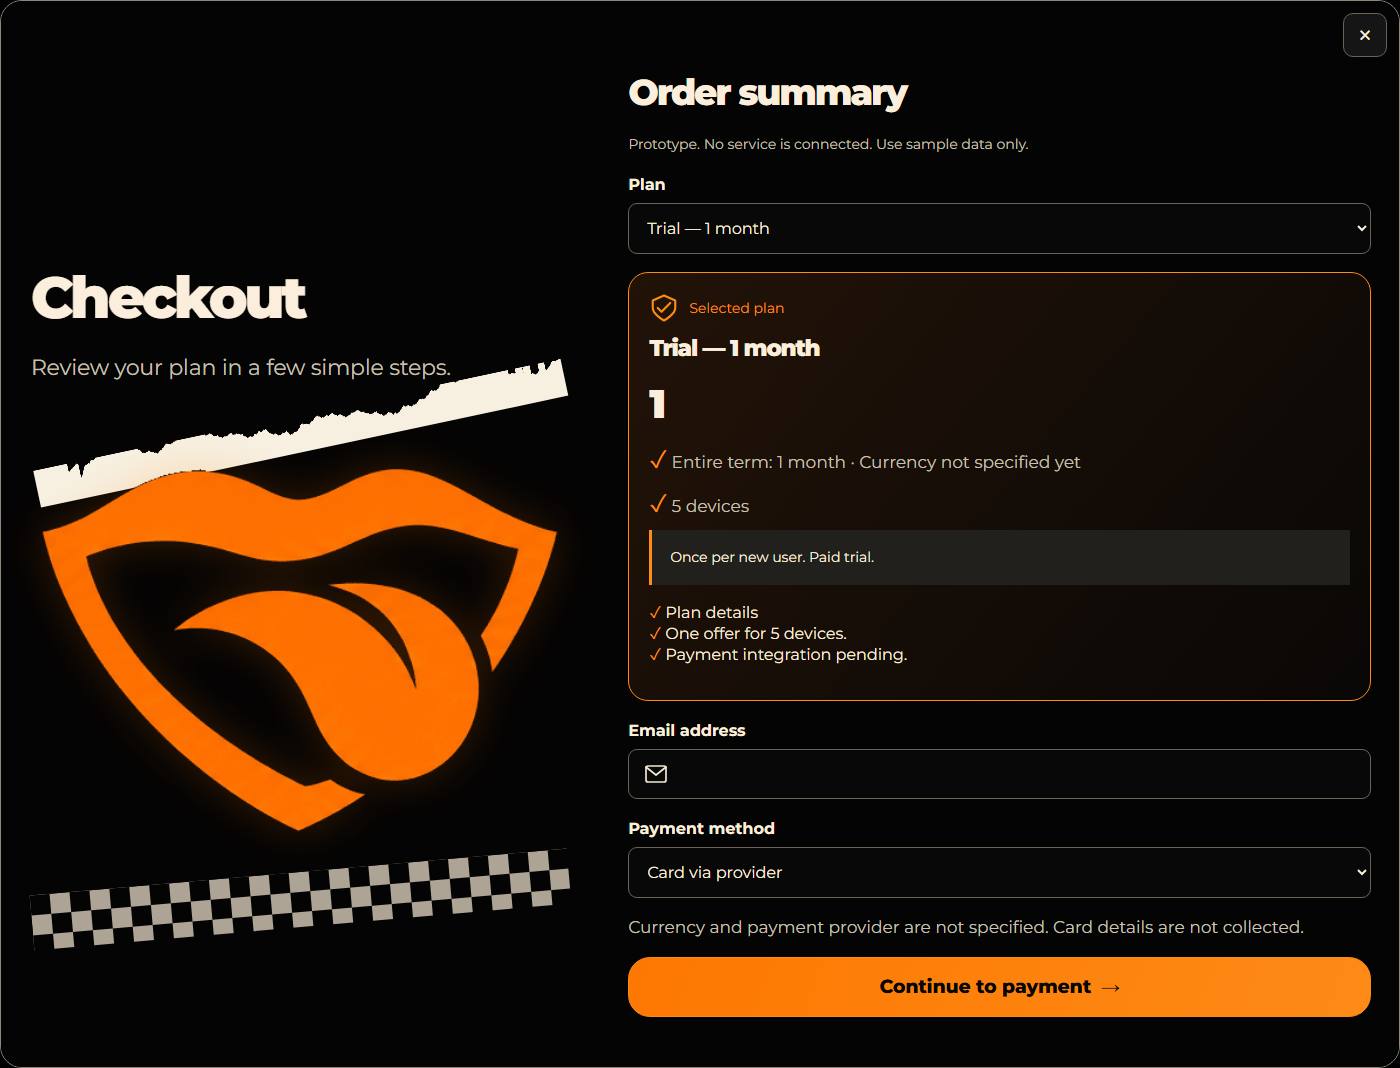 ×
Checkout
Review your plan in a few simple steps.
Order summary
Prototype. No service is connected. Use sample data only.
Plan
Trial — 1 month
Selected plan
Trial — 1 month
1
✓ Entire term: 1 month · Currency not specified yet
✓ 5 devices
Once per new user. Paid trial.
✓ Plan details
✓ One offer for 5 devices.
✓ Payment integration pending.
Email address
Payment method
Card via provider
Currency and payment provider are not specified. Card details are not collected.
Continue to payment →